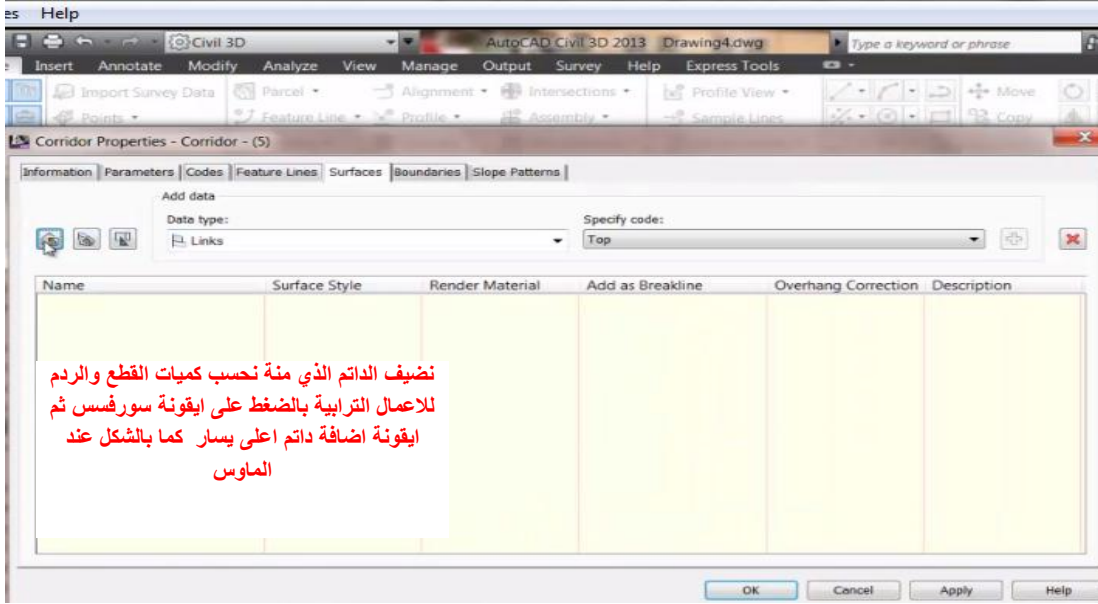 es Help
Civil 3D AutoCAD Civil 3D 2013 Drawing4.dwg Type a keyword or phrase
Insert Annotate Modify Analyze View Manage Output Survey Help Express Tools
Import Survey Data Parcel Alignment Intersections Profile View Move
Points Feature Line Profile Assembly Sample Lines Copy
Corridor Properties - Corridor - (5)
Information Parameters Codes Feature Lines Surfaces Boundaries Slope Patterns
Add data
Data type: Specify code:
Links Top
Name Surface Style Render Material Add as Breakline Overhang Correction Description
نضيف الداتم الذي منة نحسب كميات القطع والردم
للاعمال الترابية بالضغط على ايقونة سورفسس ثم
ايقونة اضافة داتم اعلى يسار كما بالشكل عند
الماوس
OK Cancel Apply Help